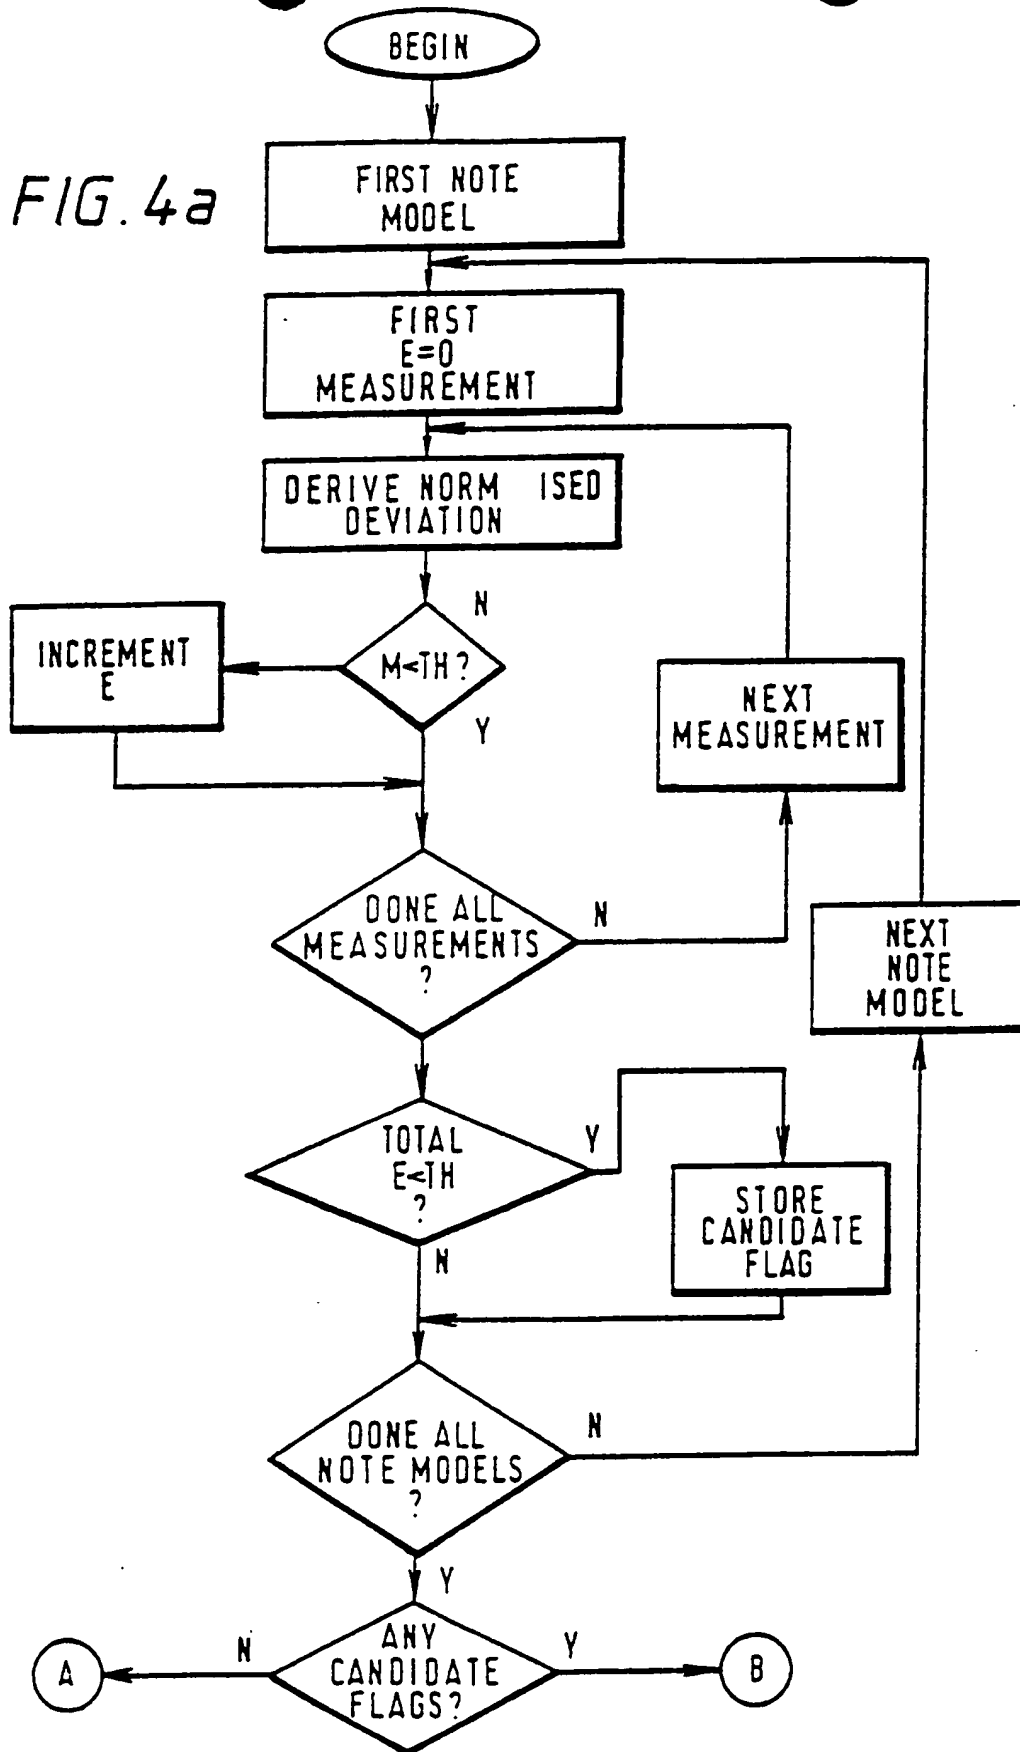 BEGIN
FIG. 4a
FIRST NOTE
MODEL
FIRST
E=0
MEASUREMENT
DERIVE NORM ISED
DEVIATION
N
M<TH?
INCREMENT
E
Y
NEXT
MEASUREMENT
DONE ALL
MEASUREMENTS
?
N
NEXT
NOTE
MODEL
TOTAL
E<TH
?
Y
N
STORE
CANDIDATE
FLAG
DONE ALL
NOTE MODELS
?
N
Y
ANY
CANDIDATE
FLAGS?
N
Y
A
B